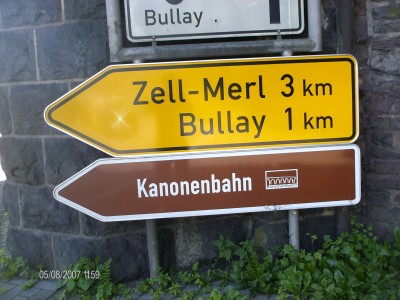 Bullay
Zell-Merl 3 km
Bullay 1 km
Kanonenbahn
05/08/2007 11:59